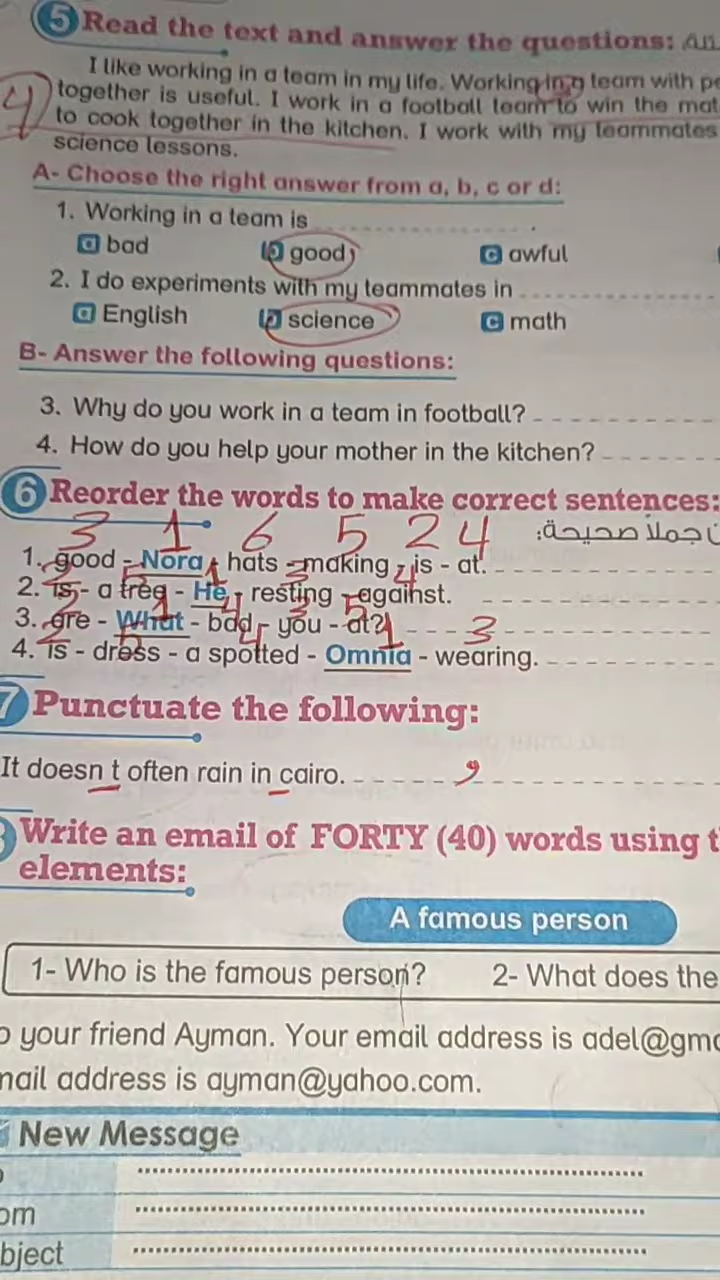 5 Read the text and answer the questions:
I like working in a team in my life. Working in a team with
together is useful. I work in a football team to win the
to cook together in the kitchen. I work with my teammates
science lessons.
A- Choose the right answer from a, b, c or d:
1. Working in a team is
a bad b good c awful
2. I do experiments with my teammates in
a English b science c math
B- Answer the following questions:
3. Why do you work in a team in football?
4. How do you help your mother in the kitchen?
6 Reorder the words to make correct sentences:
جملاً صحيحة:
3 1 6 5 2 4
1. good - Nora - hats - making - is - at.
2. is - a tree - He - resting - against.
3. are - What - bad - you - at?
4. is - dress - a spotted - Omnia - wearing.
7 Punctuate the following:
It doesn t often rain in cairo.
Write an email of FORTY (40) words using
elements:
A famous person
1- Who is the famous person? 2- What does the
your friend Ayman. Your email address is
address is ayman@yahoo.com.
New Message